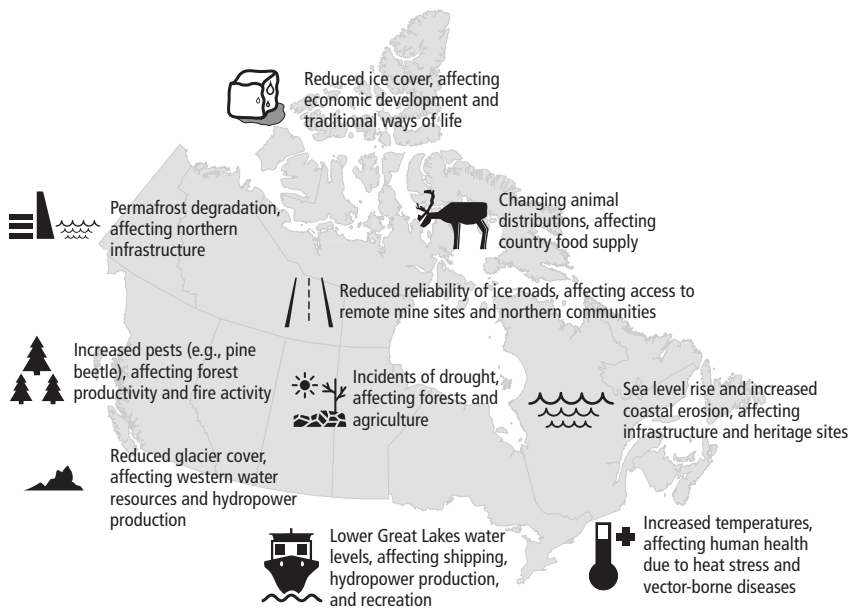 Reduced ice cover, affecting
economic development and
traditional ways of life
Permafrost degradation,
affecting northern
infrastructure
Changing animal
distributions, affecting
country food supply
Reduced reliability of ice roads, affecting access to
remote mine sites and northern communities
Increased pests (e.g., pine
beetle), affecting forest
productivity and fire activity
Incidents of drought,
affecting forests and
agriculture
Sea level rise and increased
coastal erosion, affecting
infrastructure and heritage sites
Reduced glacier cover,
affecting western water
resources and hydropower
production
Lower Great Lakes water
levels, affecting shipping,
hydropower production,
and recreation
Increased temperatures,
affecting human health
due to heat stress and
vector-borne diseases